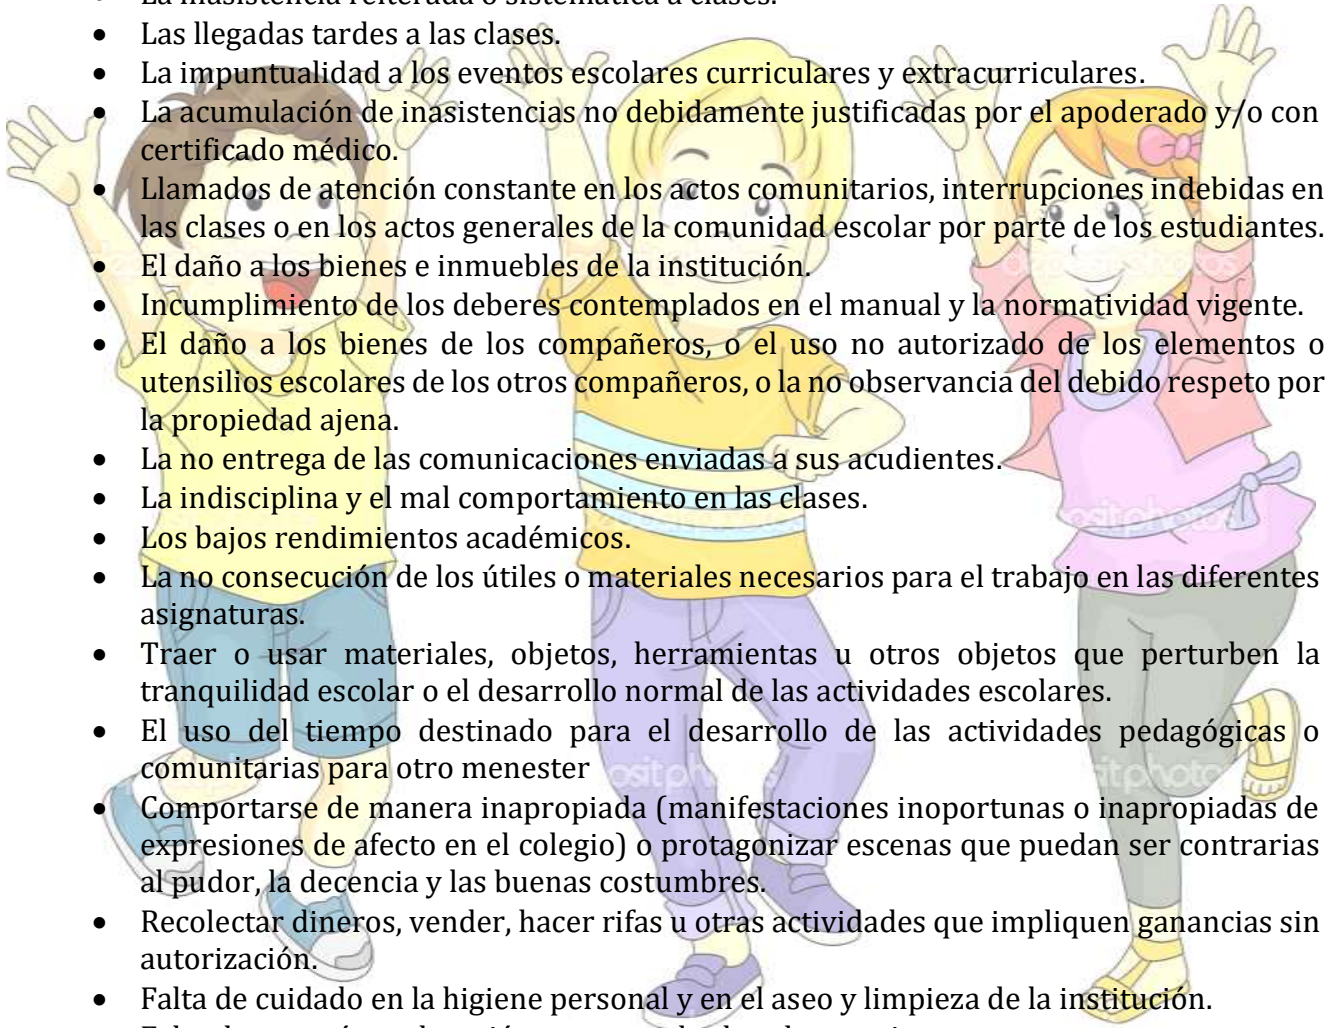 • La inasistencia reiterada o sistemática a clases.
• Las llegadas tardes a las clases.
• La impuntualidad a los eventos escolares curriculares y extracurriculares.
• La acumulación de inasistencias no debidamente justificadas por el apoderado y/o con
certificado médico.
• Llamados de atención constante en los actos comunitarios, interrupciones indebidas en
las clases o en los actos generales de la comunidad escolar por parte de los estudiantes.
• El daño a los bienes e inmuebles de la institución.
• Incumplimiento de los deberes contemplados en el manual y la normatividad vigente.
• El daño a los bienes de los compañeros, o el uso no autorizado de los elementos o
utensilios escolares de los otros compañeros, o la no observancia del debido respeto por
la propiedad ajena.
• La no entrega de las comunicaciones enviadas a sus acudientes.
• La indisciplina y el mal comportamiento en las clases.
• Los bajos rendimientos académicos.
• La no consecución de los útiles o materiales necesarios para el trabajo en las diferentes
asignaturas.
• Traer o usar materiales, objetos, herramientas u otros objetos que perturben la
tranquilidad escolar o el desarrollo normal de las actividades escolares.
• El uso del tiempo destinado para el desarrollo de las actividades pedagógicas o
comunitarias para otro menester
• Comportarse de manera inapropiada (manifestaciones inoportunas o inapropiadas de
expresiones de afecto en el colegio) o protagonizar escenas que puedan ser contrarias
al pudor, la decencia y las buenas costumbres.
• Recolectar dineros, vender, hacer rifas u otras actividades que impliquen ganancias sin
autorización.
• Falta de cuidado en la higiene personal y en el aseo y limpieza de la institución.